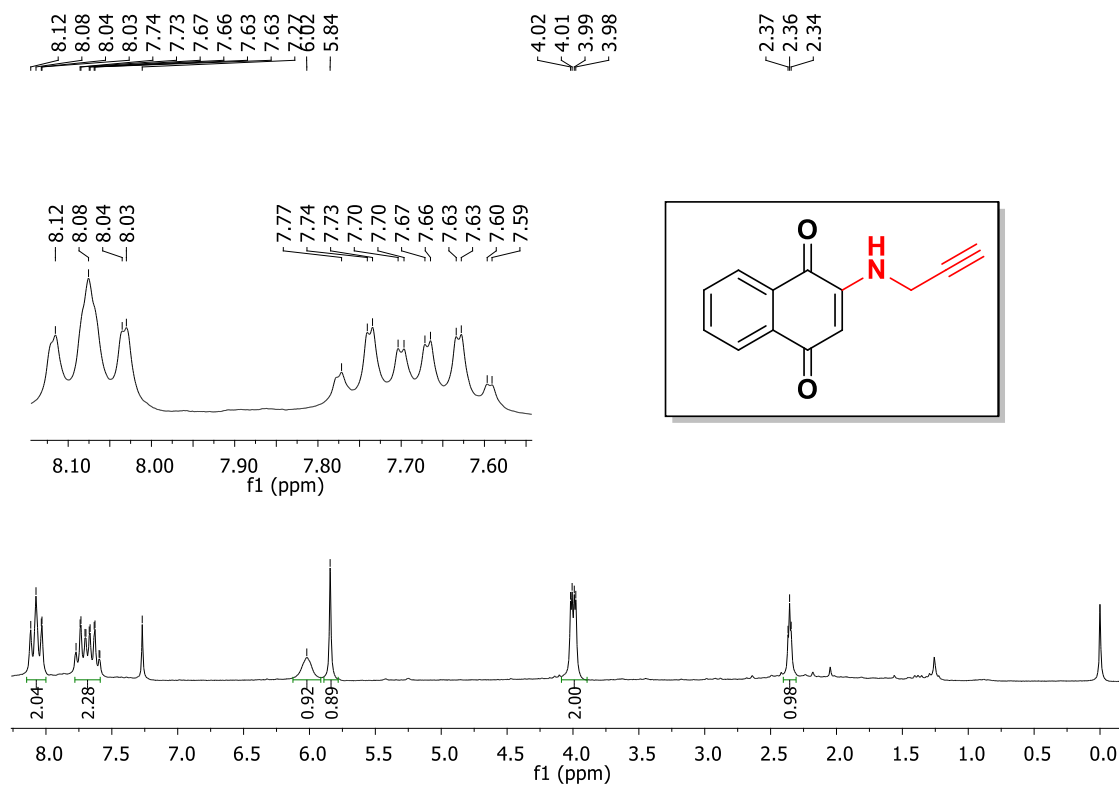 8.12 8.08 8.04 8.03 7.74 7.73 7.67 7.66 7.63 7.63 7.27 6.02 5.84 4.02 4.01 3.99 3.98 2.37 2.36 2.34
8.12 8.08 8.04 8.03 7.77 7.74 7.73 7.70 7.70 7.67 7.66 7.63 7.63 7.60 7.59
O
H
N
O
8.10 8.00 7.90 7.80 7.70 7.60
f1 (ppm)
2.04 2.28 0.92 0.89 2.00 0.98
8.0 7.5 7.0 6.5 6.0 5.5 5.0 4.5 4.0 3.5 3.0 2.5 2.0 1.5 1.0 0.5 0.0
f1 (ppm)